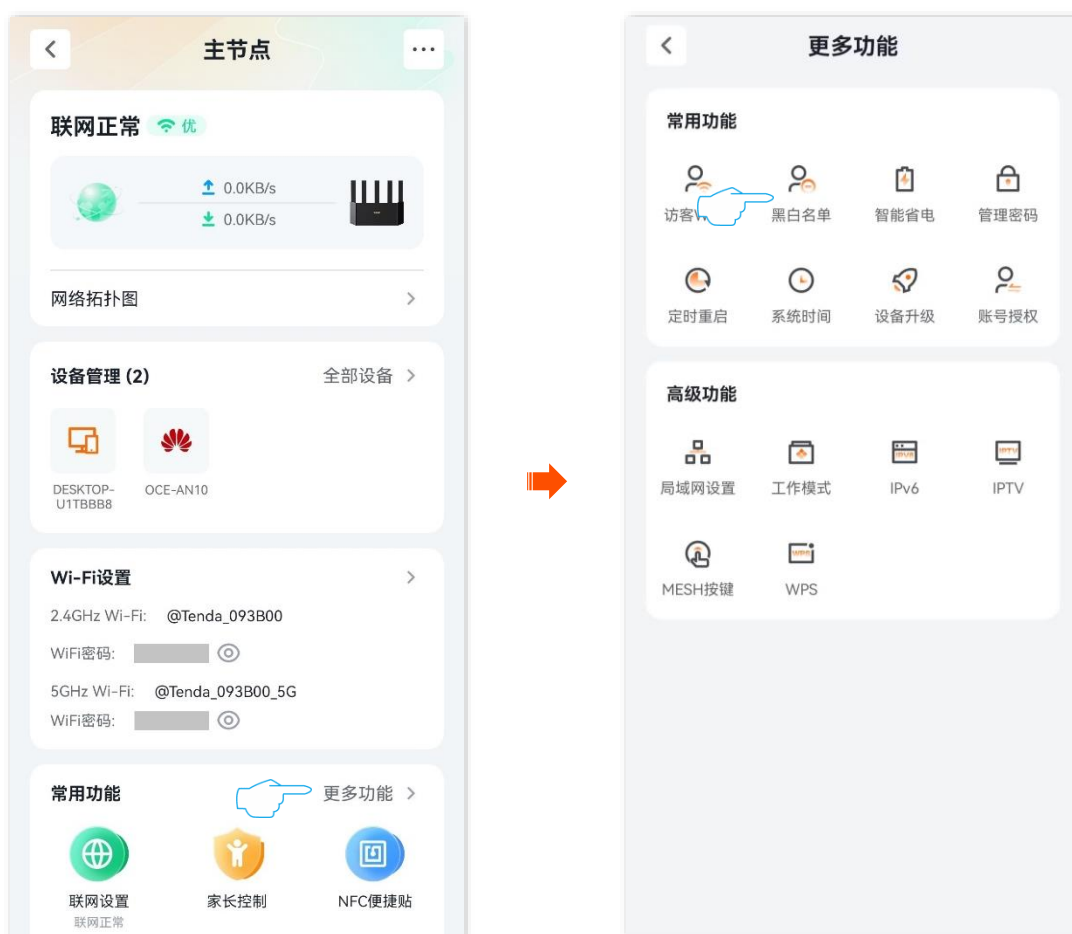 主节点
联网正常 优
0.0KB/s
0.0KB/s
网络拓扑图
设备管理 (2) 全部设备
DESKTOP-
U1TBBB8
OCE-AN10
Wi-Fi设置
2.4GHz Wi-Fi: @Tenda_093B00
WiFi密码:
5GHz Wi-Fi: @Tenda_093B00_5G
WiFi密码:
常用功能 更多功能
联网设置 家长控制 NFC便捷贴
联网正常
更多功能
常用功能
访客 黑白名单 智能省电 管理密码
定时重启 系统时间 设备升级 账号授权
高级功能
IPV6 IPTV
局域网设置 工作模式 IPv6 IPTV
WPS
MESH按键 WPS